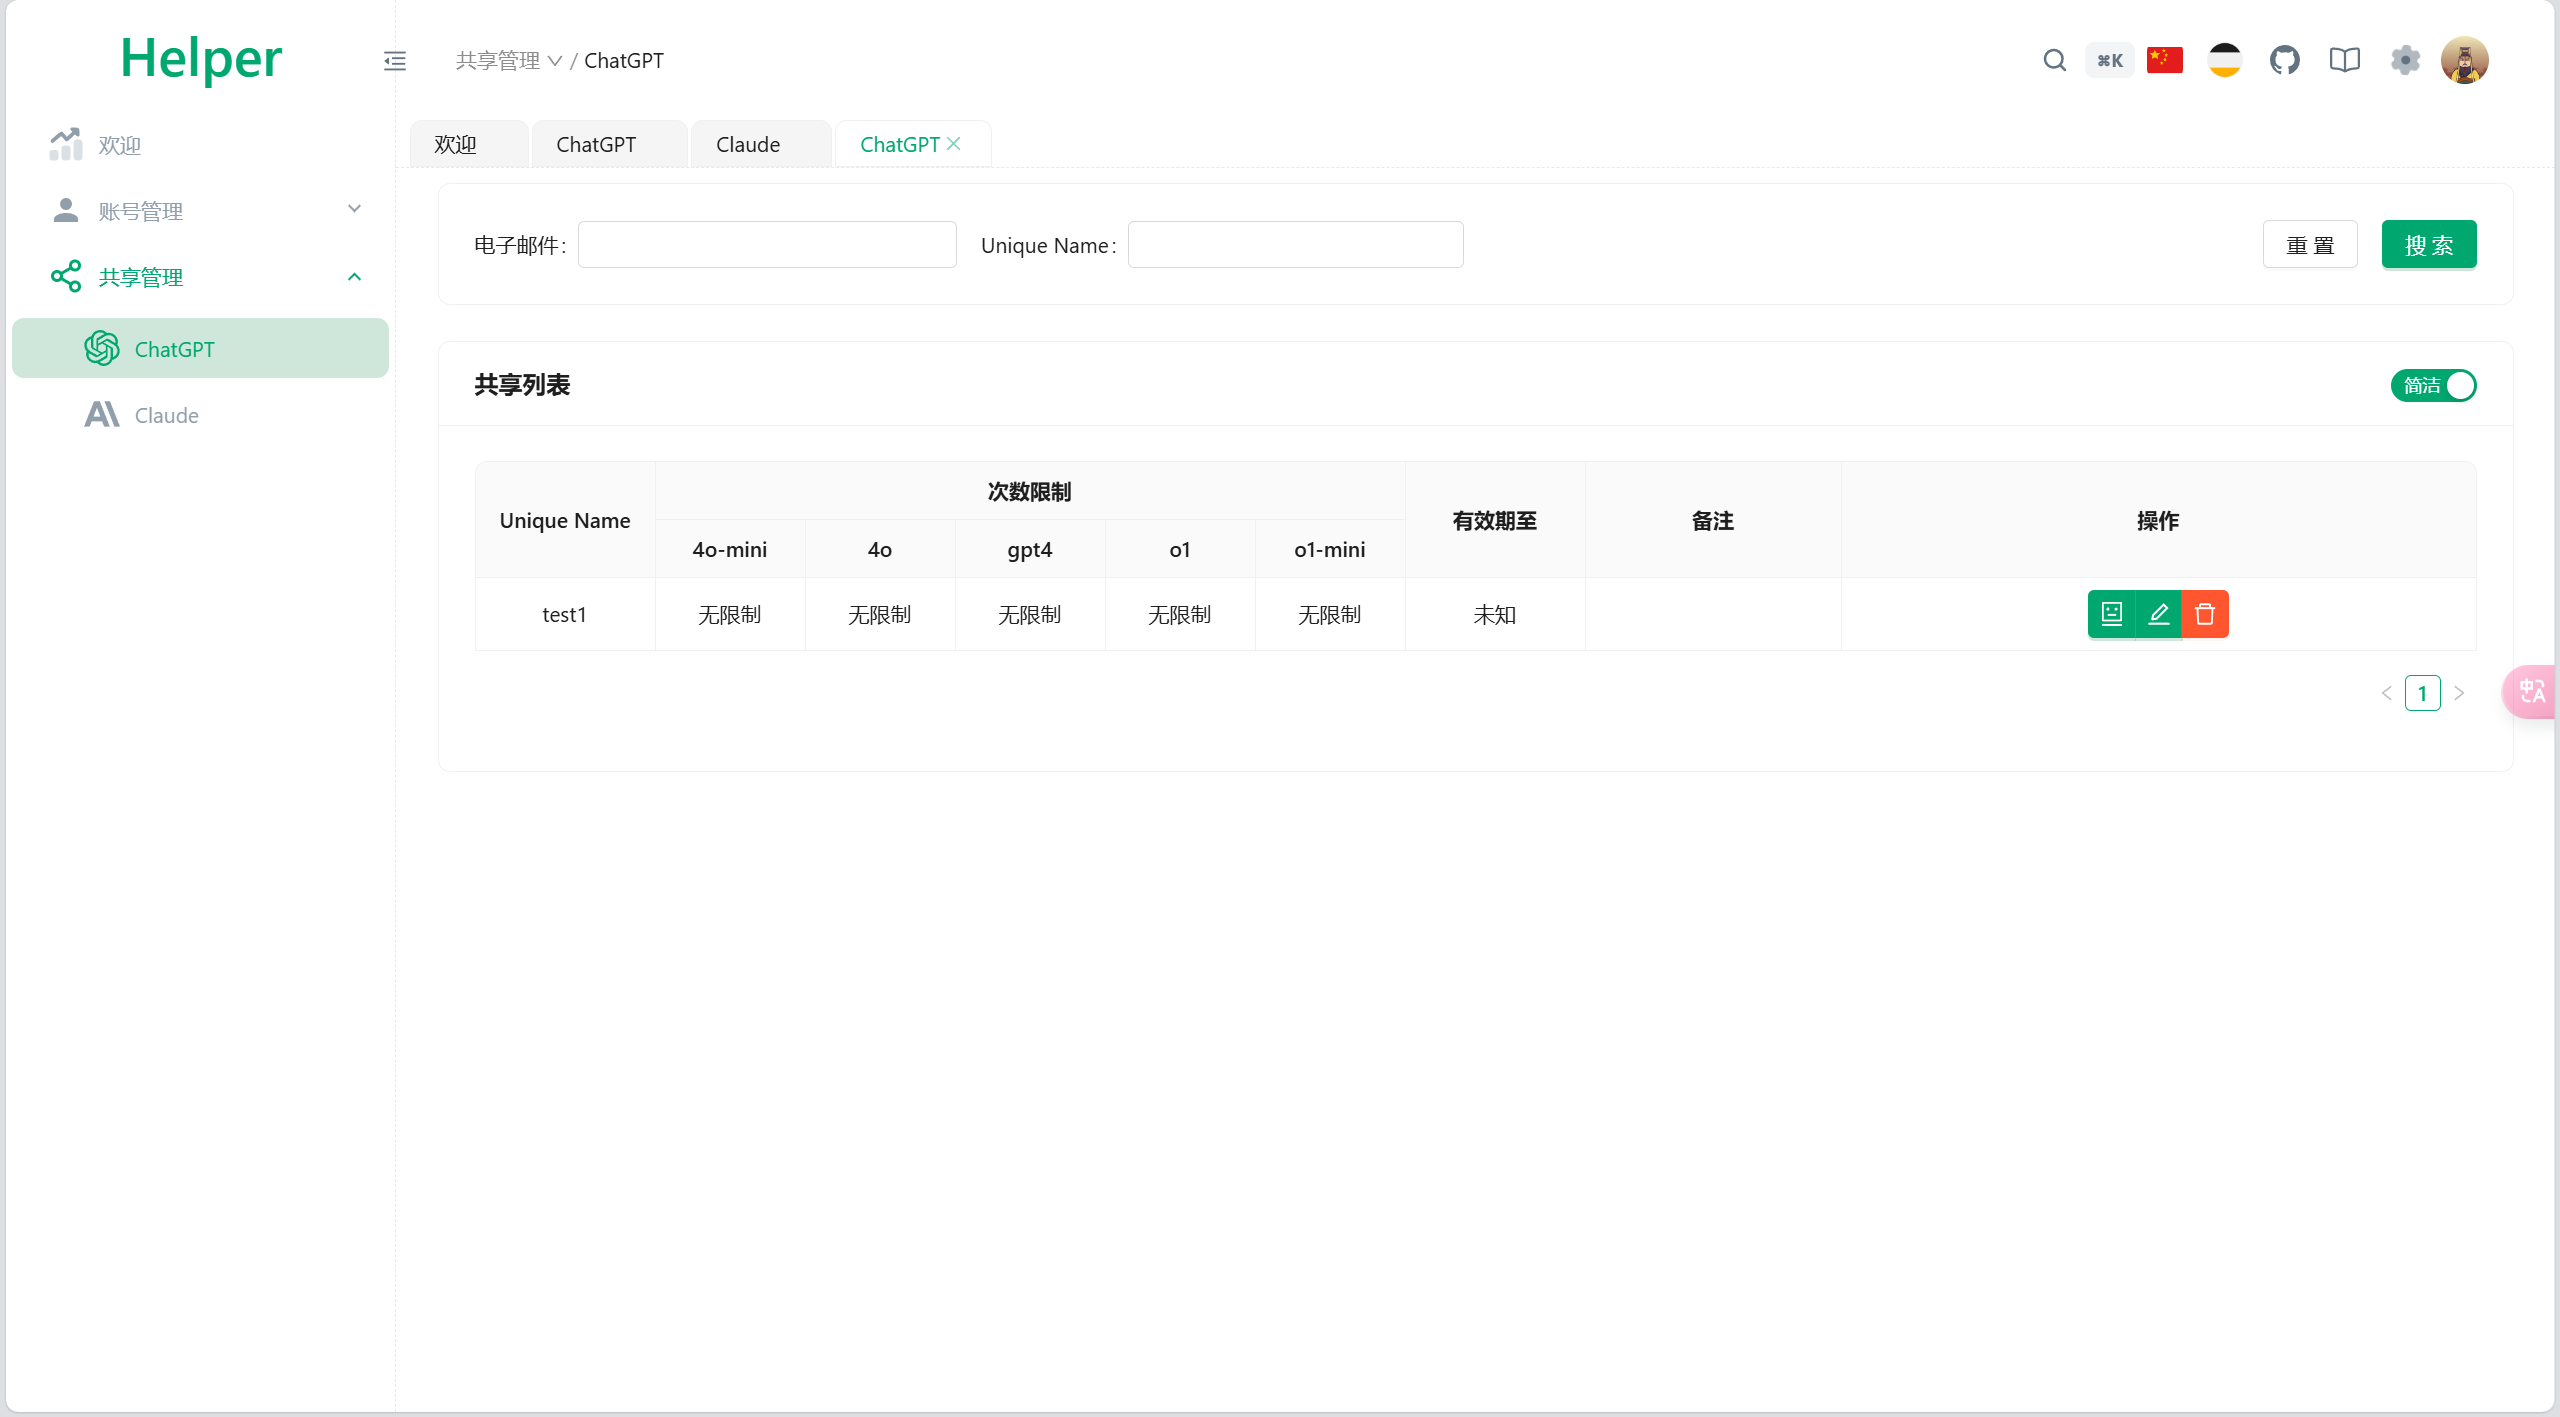 Helper
共享管理 / ChatGPT
⌘K
欢迎
账号管理
共享管理
ChatGPT
Claude
欢迎
ChatGPT
Claude
ChatGPT
电子邮件:
Unique Name:
重 置
搜 索
共享列表
简洁
Unique Name
次数限制
有效期至
备注
操作
4o-mini
4o
gpt4
o1
o1-mini
test1
无限制
无限制
无限制
无限制
无限制
未知
1
中A